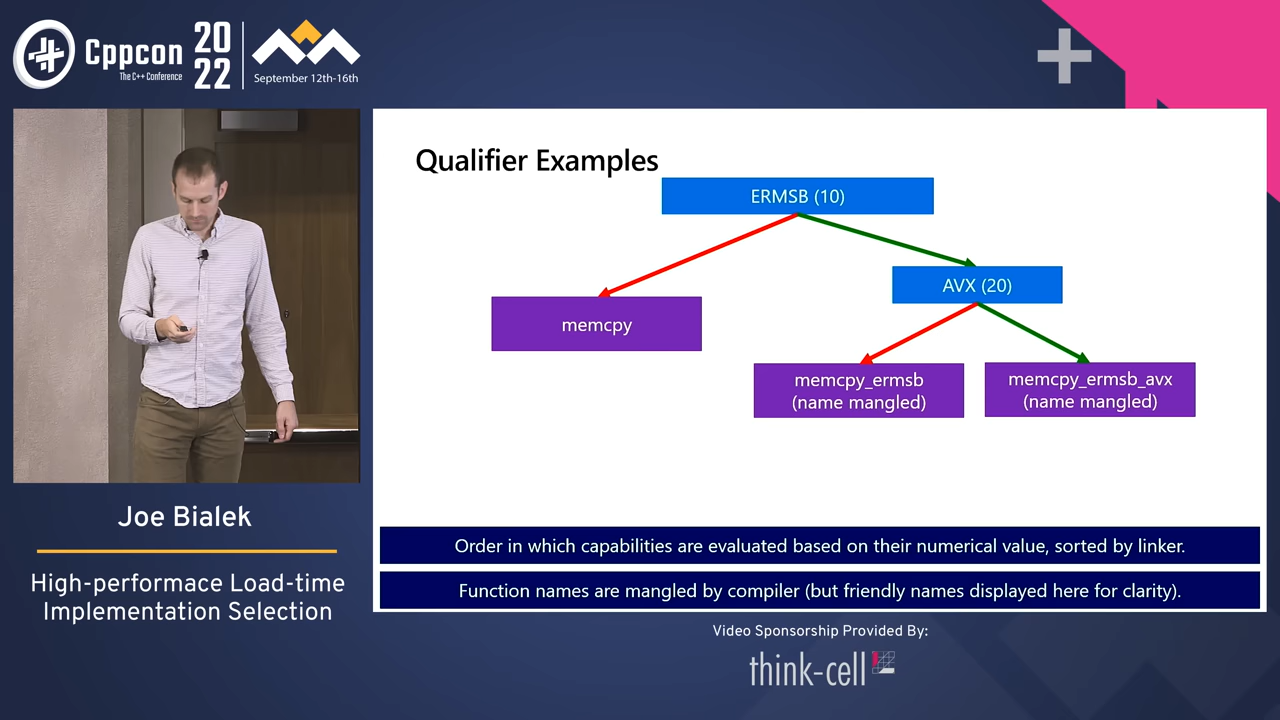 Cppcon
The C++ Conference
20
22
September 12th-16th
Qualifier Examples
ERMSB (10)
AVX (20)
memcpy
memcpy_ermsb
(name mangled)
memcpy_ermsb_avx
(name mangled)
Order in which capabilities are evaluated based on their numerical value, sorted by linker.
Function names are mangled by compiler (but friendly names displayed here for clarity).
Joe Bialek
High-performace Load-time
Implementation Selection
Video Sponsorship Provided By:
think-cell